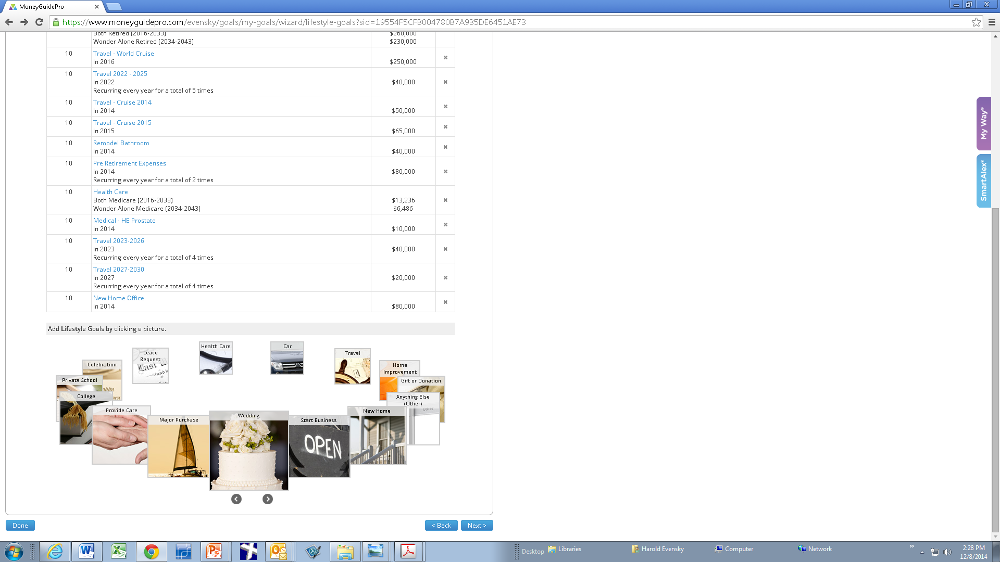 MoneyGuidePro
https://www.moneyguidepro.com/evensky/goals/my-goals/wizard/lifestyle-goals?sid=19554F5CFB004780B7A935DE6451AE73
Both Retired (2016-2033) $260,000
Wonder Alone Retired (2034-2043) $230,000
10 Travel - World Cruise
In 2016 $250,000
10 Travel 2022 - 2025
In 2022 $40,000
Recurring every year for a total of 5 times
10 Travel - Cruise 2014
In 2014 $50,000
10 Travel - Cruise 2015
In 2015 $65,000
10 Remodel Bathroom
In 2014 $40,000
10 Pre Retirement Expenses
In 2014 $80,000
Recurring every year for a total of 2 times
10 Health Care
Both Medicare (2016-2033) $13,236
Wonder Alone Medicare (2034-2043) $6,486
10 Medical - HE Prostate
In 2014 $10,000
10 Travel 2023-2026
In 2023 $40,000
Recurring every year for a total of 4 times
10 Travel 2027-2030
In 2027 $20,000
Recurring every year for a total of 4 times
10 New Home Office
In 2014 $80,000
My Way®
SmartAlex®
Add Lifestyle Goals by clicking a picture.
Health Care
Car
Leave
Bequest
Last
Travel
Celebration
Home
Improvement
Private School
Gift or Donation
College
Anything Else
(Other)
Other
Provide Care
New Home
Major Purchase
Wedding
Start Business
OPEN
Done
< Back
Next >
Desktop
Libraries
Harold Evensky
Computer
Network
2:28 PM
12/8/2014